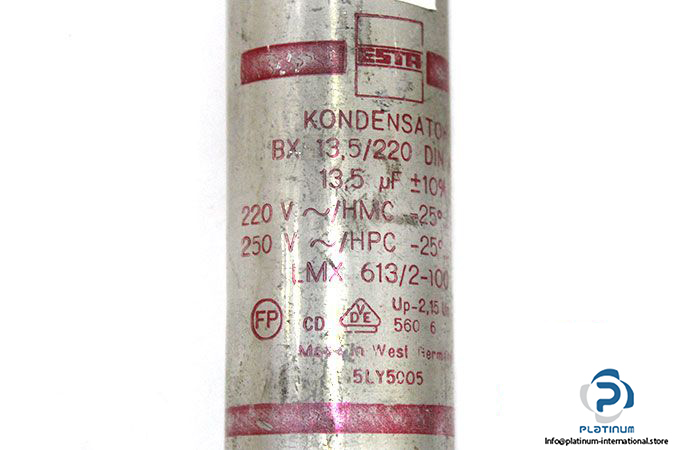 ESTA
KONDENSATO
BX 13,5/220 DIN
13,5 µF ±10%
220 V ~/HMC -25°
250 V ~/HPC -25°
LMX 613/2-100
FP CD VDE Up-2,15 Un
560 6
Made in West Germany
5LY5005
PLATINUM
Info@platinum-international.store